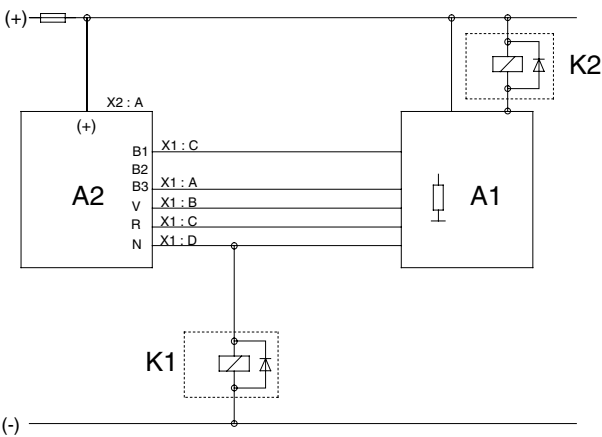 (+)
K2
X2 : A
(+)
B1 X1 : C
B2
B3 X1 : A
A2
A1
V X1 : B
R X1 : C
N X1 : D
K1
(-)